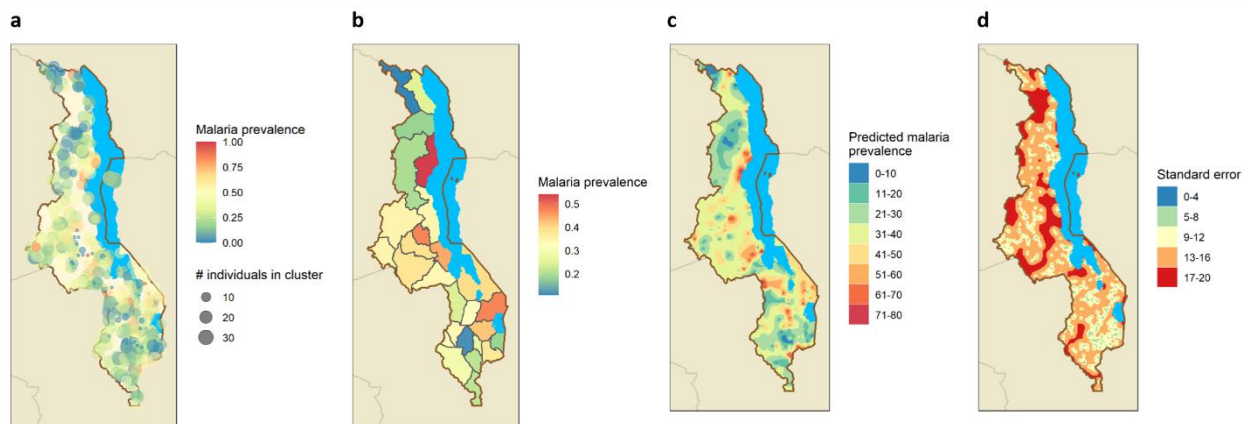 a
b
c
d
Malaria prevalence
1.00
0.75
0.50
0.25
0.00
# individuals in cluster
10
20
30
Malaria prevalence
0.5
0.4
0.3
0.2
Predicted malaria
prevalence
0-10
11-20
21-30
31-40
41-50
51-60
61-70
71-80
Standard error
0-4
5-8
9-12
13-16
17-20